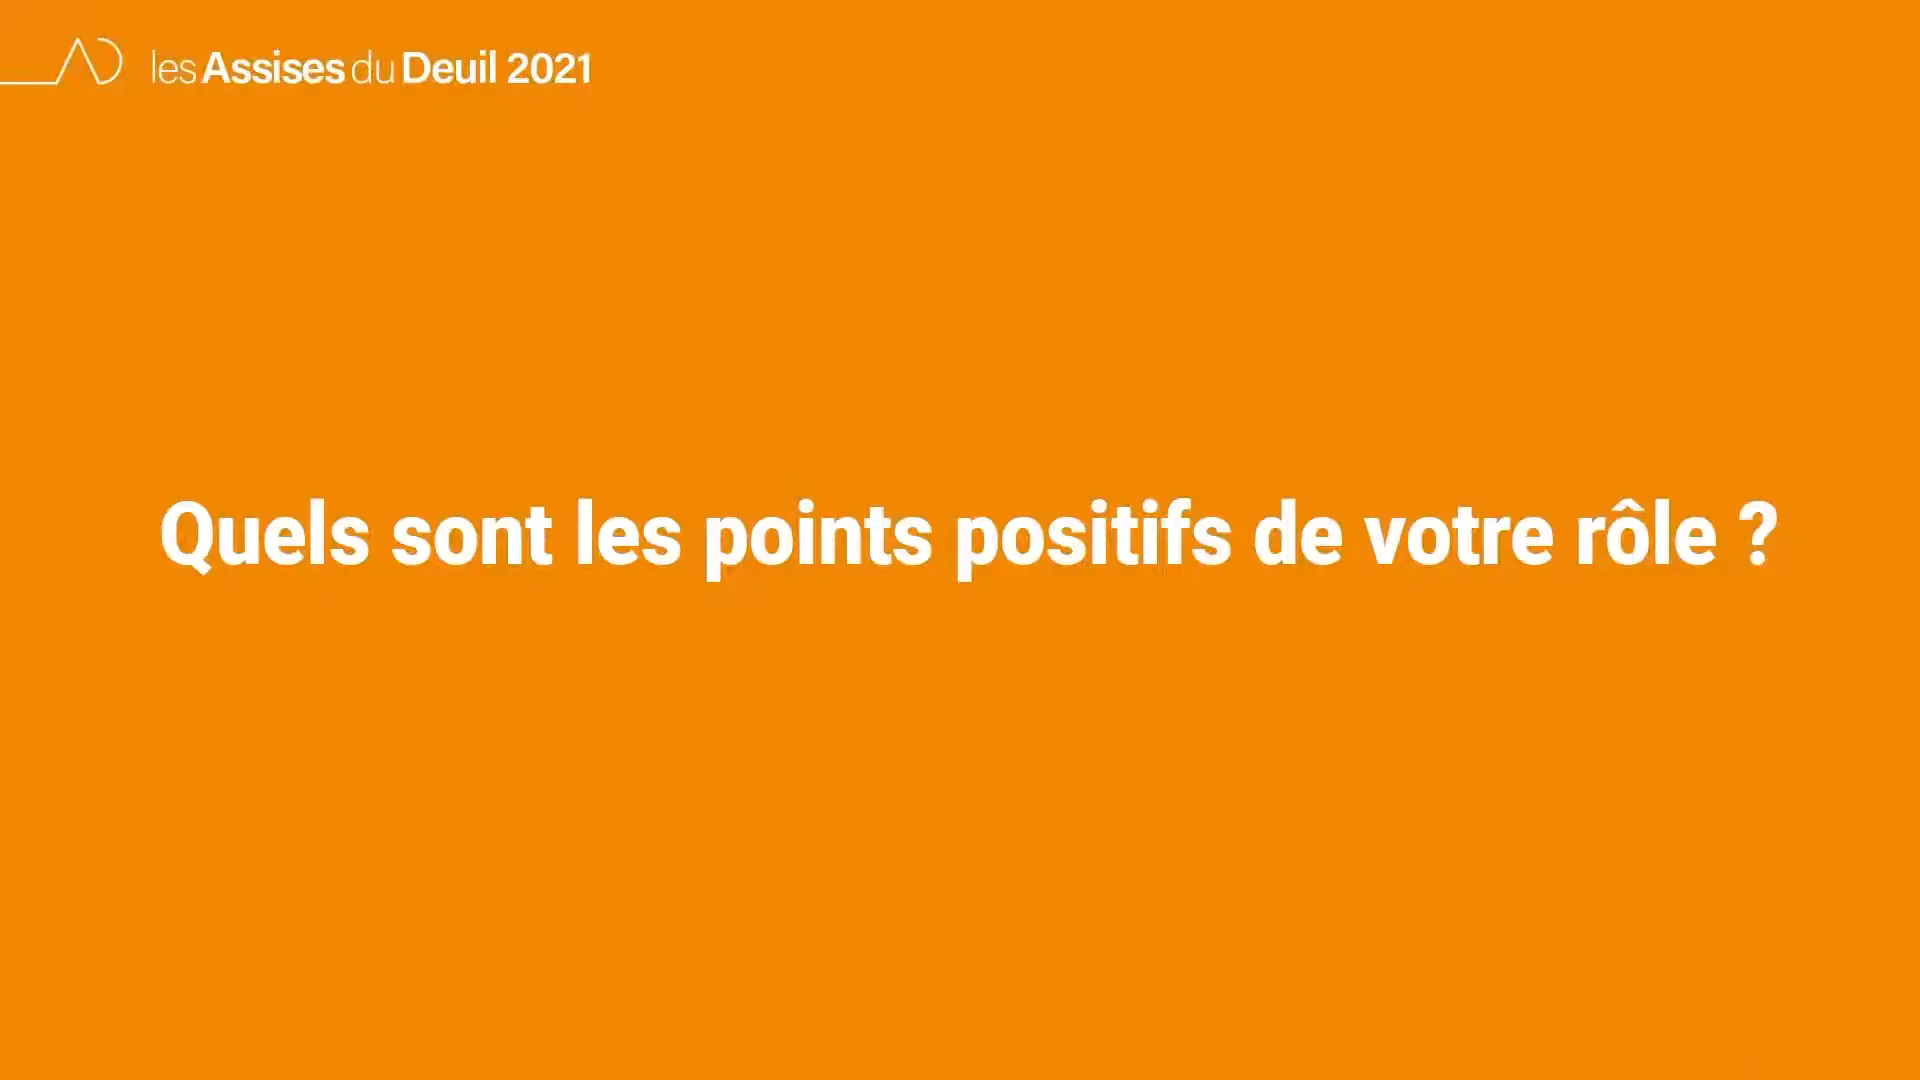 les Assises du Deuil 2021
Quels sont les points positifs de votre rôle ?